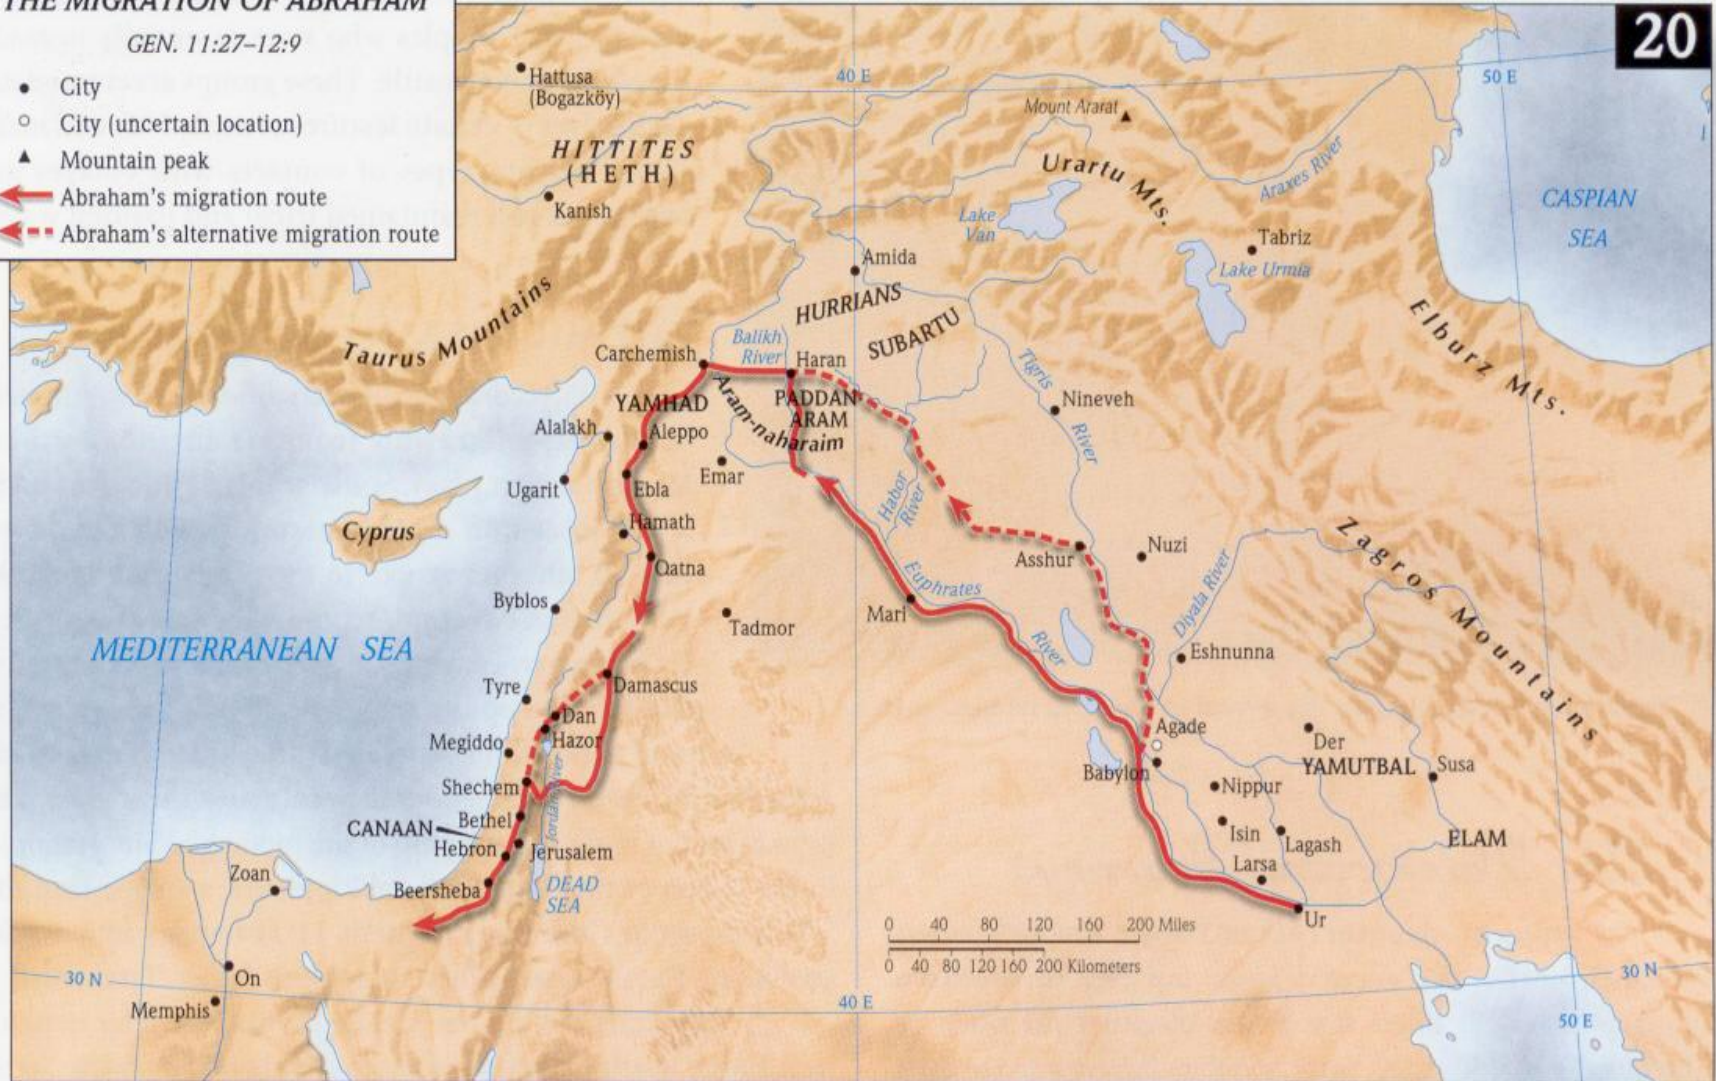 THE MIGRATION OF ABRAHAM
GEN. 11:27–12:9
City
City (uncertain location)
Mountain peak
Abraham's migration route
Abraham's alternative migration route
20
Hattusa
(Bogazköy)
40 E
50 E
Mount Ararat
HITTITES
(HETH)
Kanish
Urartu Mts.
Araxes River
Lake
Van
CASPIAN
SEA
Tabriz
Lake Urmia
Amida
HURRIANS
SUBARTU
Taurus Mountains
Elburz Mts.
Balikh
River
Carchemish
Haran
Tigris
River
Nineveh
YAMHAD
Aram-naharaim
PADDAN
ARAM
Alalakh
Aleppo
Emar
Ugarit
Ebla
Habor
River
Cyprus
Hamath
Qatna
Asshur
Nuzi
Zagros Mountains
Diyala River
Euphrates
River
Byblos
Tadmor
Mari
MEDITERRANEAN SEA
Eshnunna
Tyre
Damascus
Dan
Hazor
Megiddo
Agade
Der
Babylon
YAMUTBAL
Susa
Shechem
Jordan River
Nippur
CANAAN
Bethel
Isin
Lagash
ELAM
Hebron
Jerusalem
Larsa
Zoan
Beersheba
DEAD
SEA
Ur
0 40 80 120 160 200 Miles
0 40 80 120 160 200 Kilometers
30 N
On
30 N
Memphis
40 E
50 E